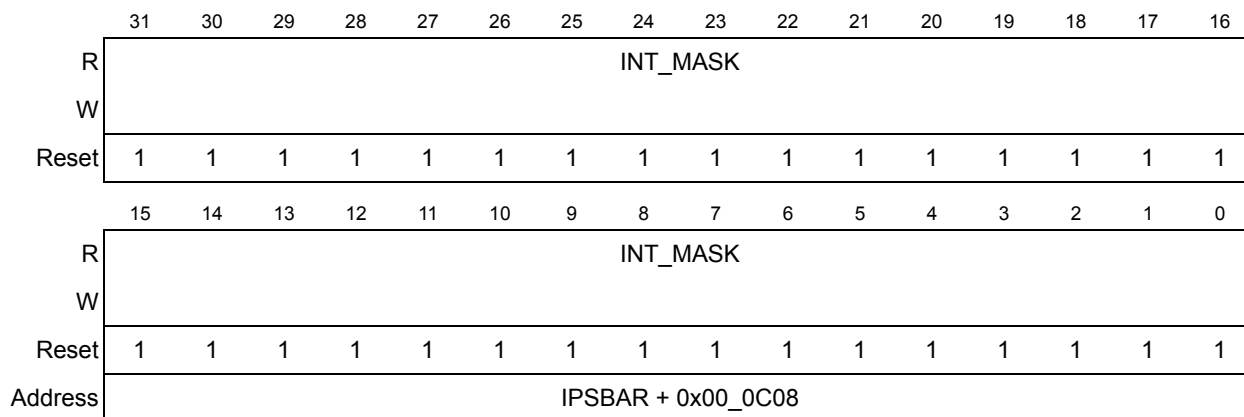 31 30 29 28 27 26 25 24 23 22 21 20 19 18 17 16
R INT_MASK
W
Reset 1 1 1 1 1 1 1 1 1 1 1 1 1 1 1 1
15 14 13 12 11 10 9 8 7 6 5 4 3 2 1 0
R INT_MASK
W
Reset 1 1 1 1 1 1 1 1 1 1 1 1 1 1 1 1
Address IPSBAR + 0x00_0C08